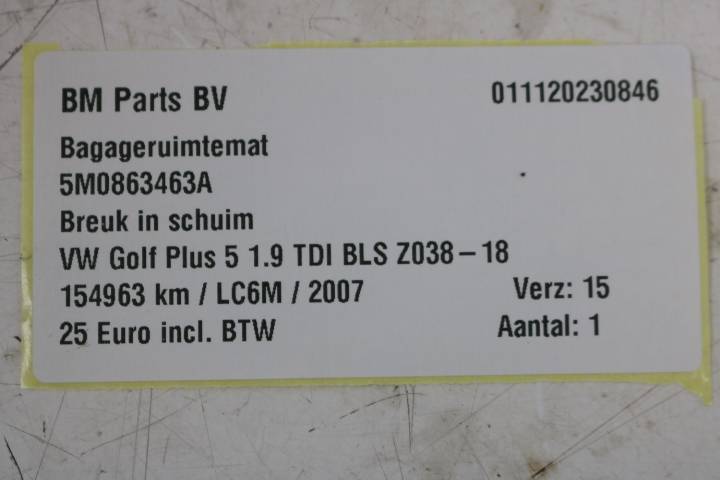 BM Parts BV 011120230846
Bagageruimtemat
5M0863463A
Breuk in schuim
VW Golf Plus 5 1.9 TDI BLS Z038-18
154963 km / LC6M / 2007 Verz: 15
25 Euro incl. BTW Aantal: 1